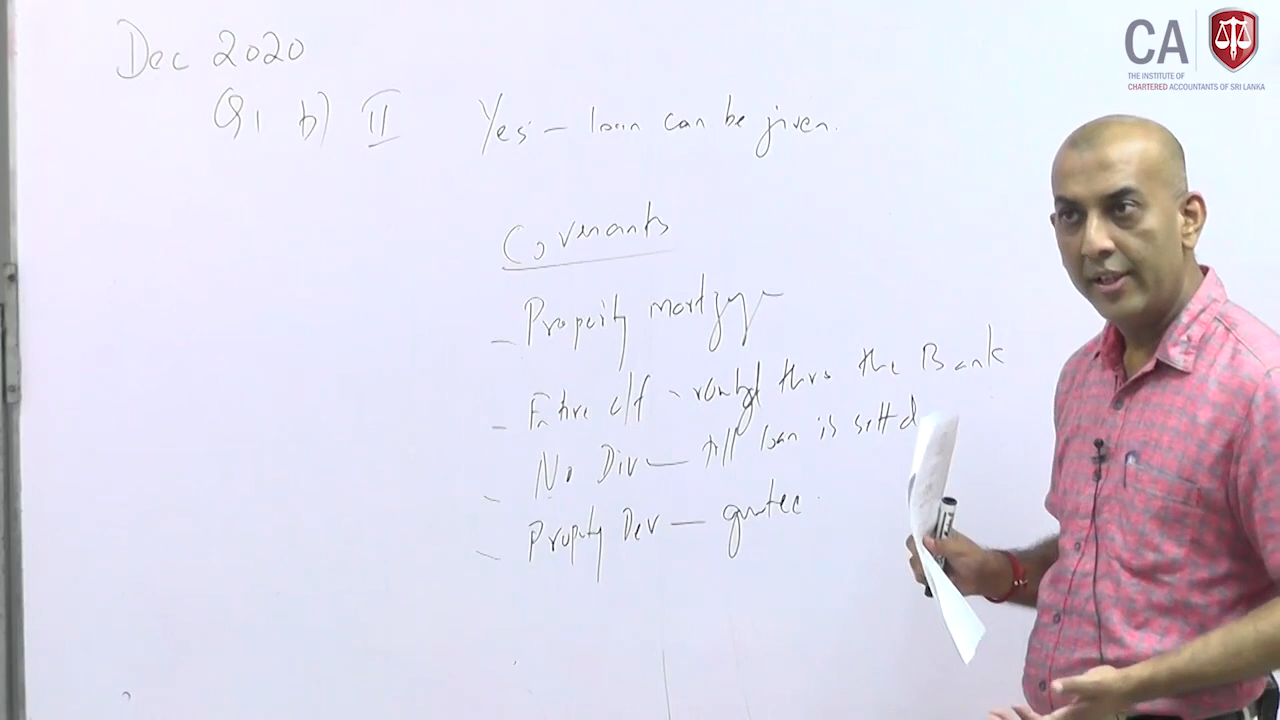 Dec 2020
Q1 b) II Yes - loan can be given.
Covenants
- Property mortgage
- Entire c/f - routed thro the Bank
- No Div - till loan is settled
- Property Dev - guntee.
CA
THE INSTITUTE OF
CHARTERED ACCOUNTANTS OF SRI LANKA